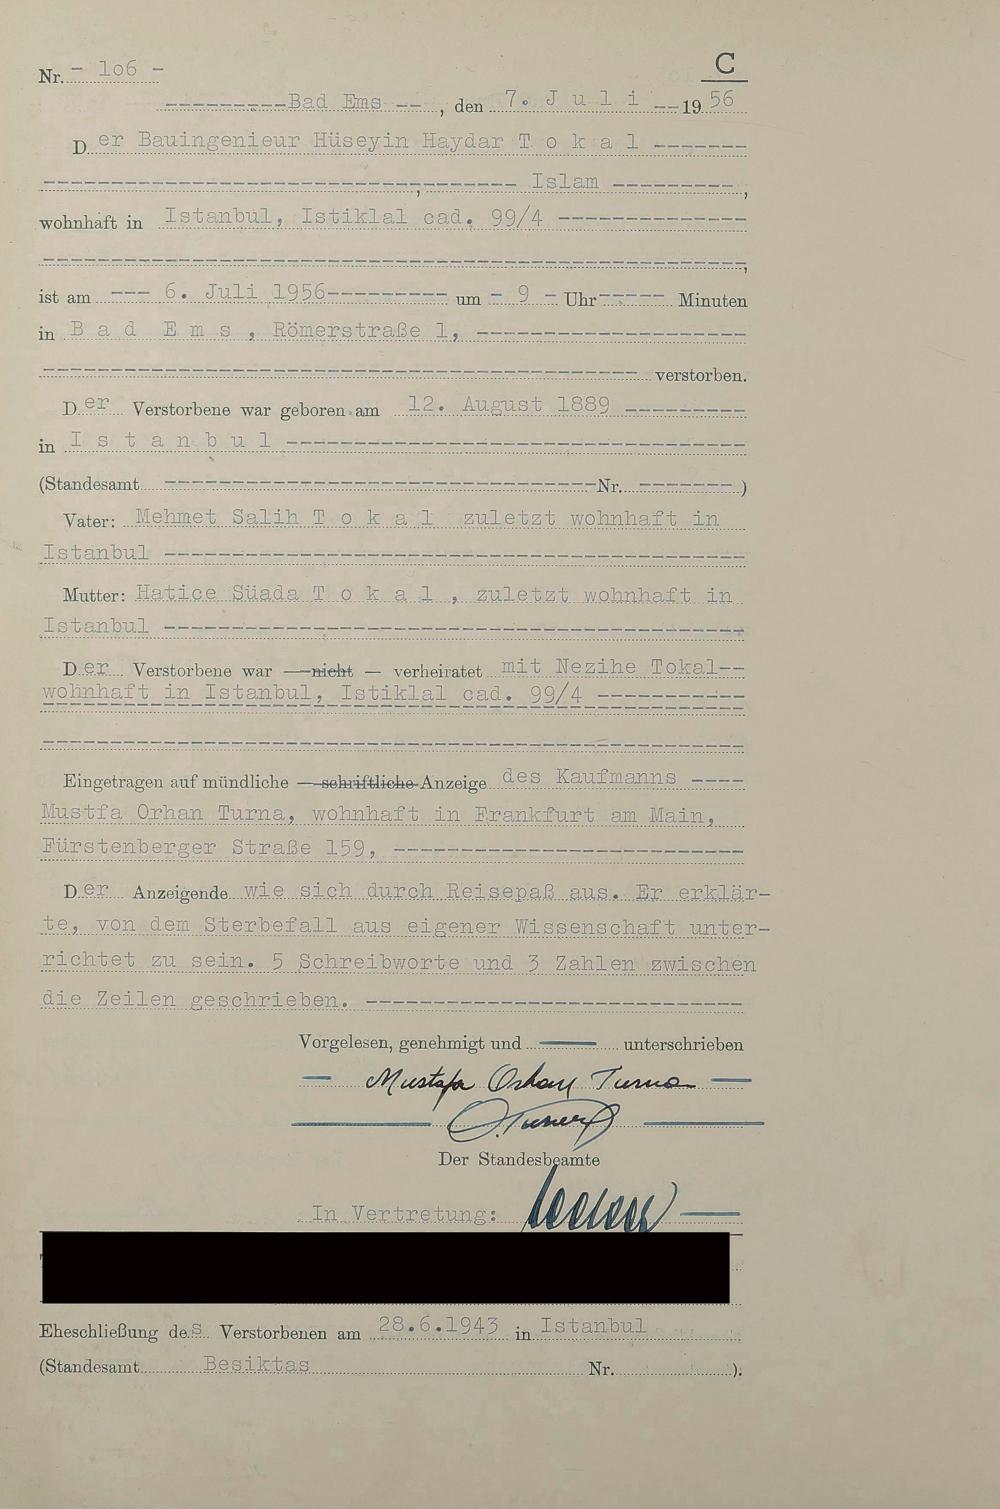 Nr. - 106 - C
---------Bad Ems -- , den 7. J u l i --19 56
Der Bauingenieur Hüseyin Haydar T o k a l -------
----------------------------,------- Islam ---------,
wohnhaft in Istanbul, Istiklal cad. 99/4 --------------
----------------------------------------------------,
ist am --- 6. Juli 1956--------- um - 9 - Uhr----- Minuten
in B a d E m s , Römerstraße 1, --------------------
-------------------------------------------- verstorben.
Der Verstorbene war geboren am 12. August 1889 ---------
in I s t a n b u l ----------------------------------
(Standesamt --------------------------------Nr. -------)
Vater: Mehmet Salih T o k a l zuletzt wohnhaft in
Istanbul -------------------------------------------
Mutter: Hatice Süada T o k a l , zuletzt wohnhaft in
Istanbul -------------------------------------------
Der Verstorbene war — nicht — verheiratet mit Nezihe Tokal--
wohnhaft in Istanbul, Istiklal cad. 99/4 -----------
----------------------------------------------------
Eingetragen auf mündliche — schriftliche Anzeige des Kaufmanns ----
Mustfa Orhan Turna, wohnhaft in Frankfurt am Main,
Fürstenberger Straße 159, --------------------------
Der Anzeigende wie sich durch Reisepaß aus. Er erklär-
te, von dem Sterbefall aus eigener Wissenschaft unter-
richtet zu sein. 5 Schreibworte und 3 Zahlen zwischen
die Zeilen geschrieben. ----------------------------
Vorgelesen, genehmigt und —— unterschrieben
— Mustafa Orhan Turna —
Der Standesbeamte
In Vertretung:
Eheschließung des Verstorbenen am 28.6.1943 in Istanbul
(Standesamt Besiktas Nr. ).